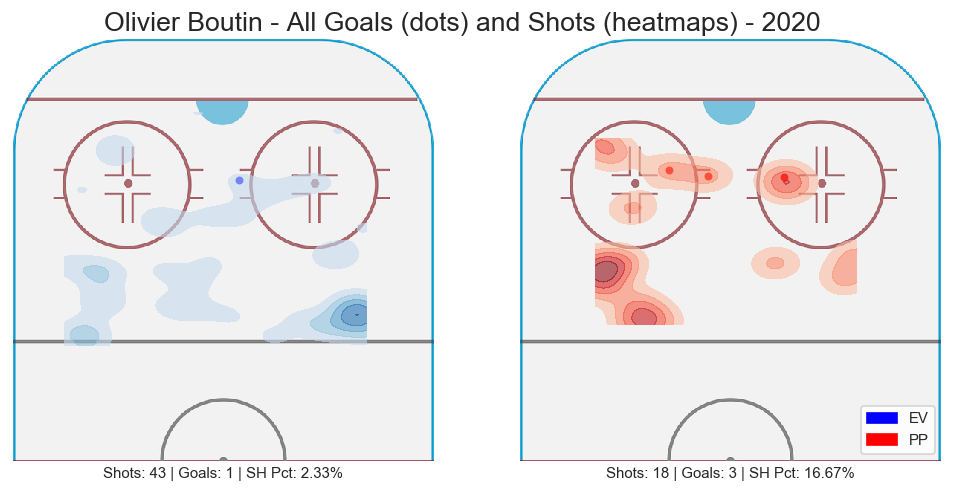 Olivier Boutin - All Goals (dots) and Shots (heatmaps) - 2020
EV
PP
Shots: 43 | Goals: 1 | SH Pct: 2.33%
Shots: 18 | Goals: 3 | SH Pct: 16.67%